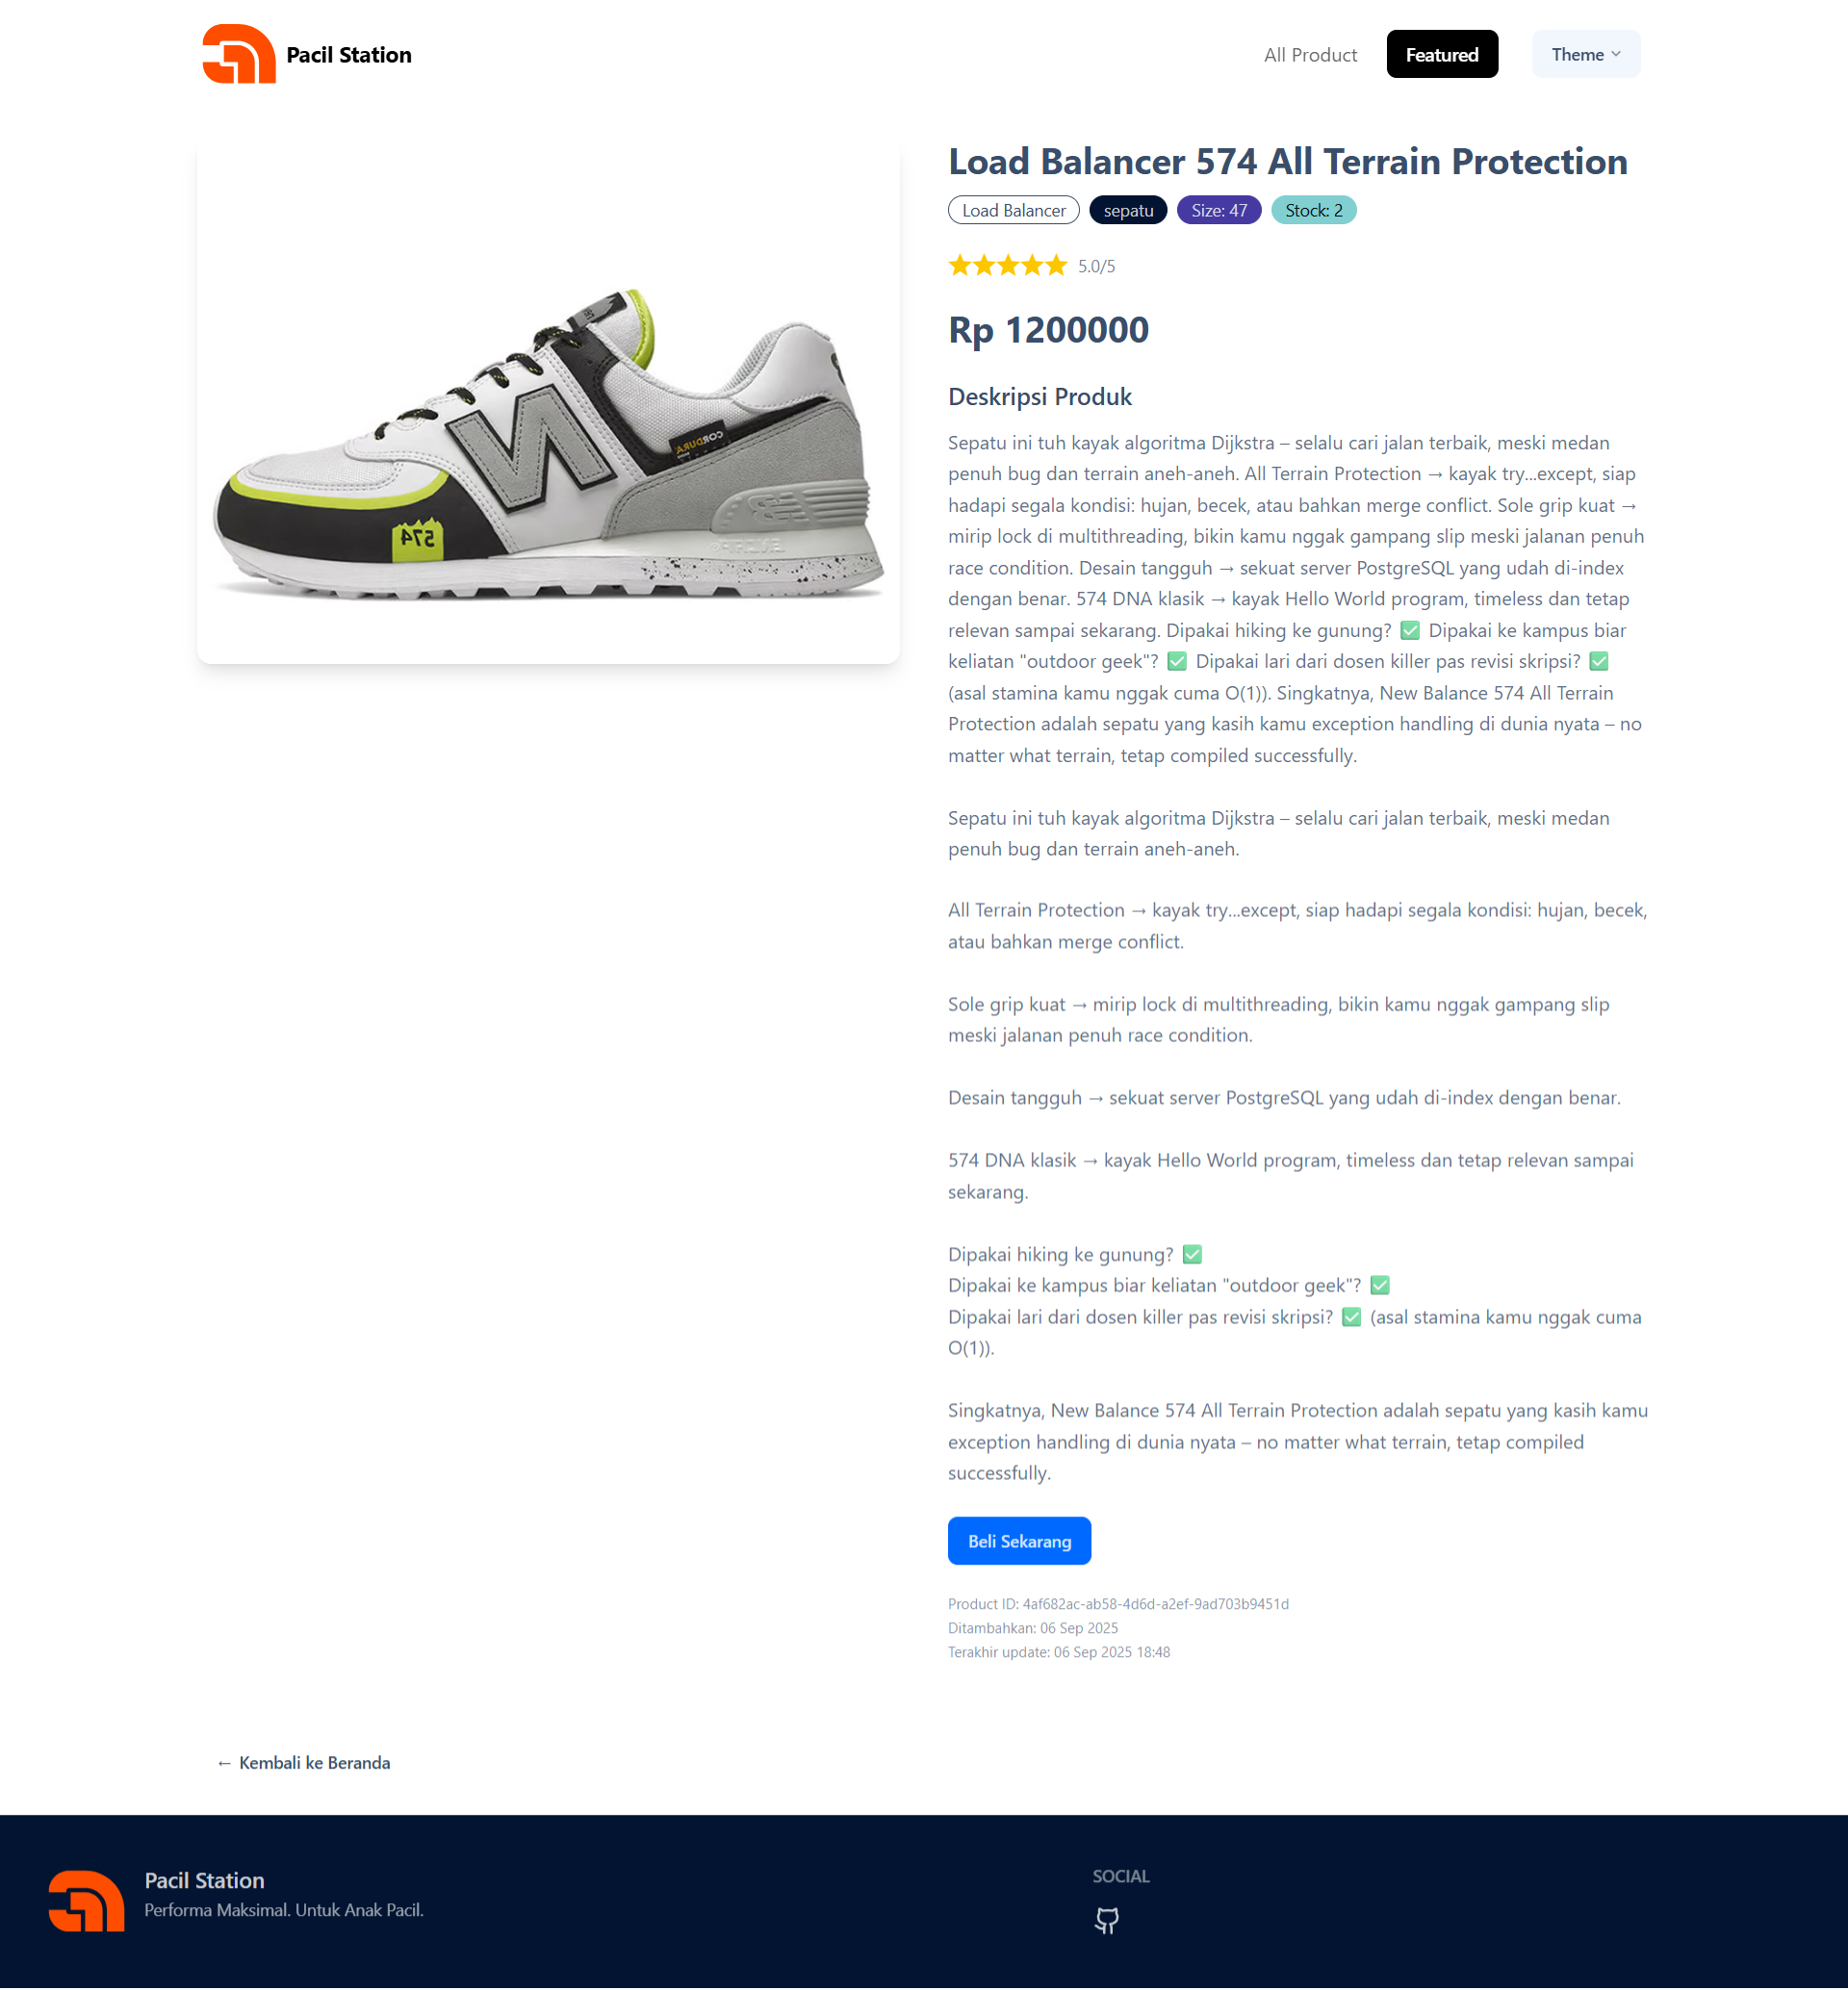 Pacil Station
All Product
Featured
Theme
Load Balancer 574 All Terrain Protection
Load Balancer
sepatu
Size: 47
Stock: 2
5.0/5
Rp 1200000
N
CORDURA
574
Deskripsi Produk
Sepatu ini tuh kayak algoritma Dijkstra – selalu cari jalan terbaik, meski medan
penuh bug dan terrain aneh-aneh. All Terrain Protection → kayak try...except, siap
hadapi segala kondisi: hujan, becek, atau bahkan merge conflict. Sole grip kuat →
mirip lock di multithreading, bikin kamu nggak gampang slip meski jalanan penuh
race condition. Desain tangguh → sekuat server PostgreSQL yang udah di-index
dengan benar. 574 DNA klasik → kayak Hello World program, timeless dan tetap
relevan sampai sekarang. Dipakai hiking ke gunung? ✅ Dipakai ke kampus biar
keliatan "outdoor geek"? ✅ Dipakai lari dari dosen killer pas revisi skripsi? ✅
(asal stamina kamu nggak cuma O(1)). Singkatnya, New Balance 574 All Terrain
Protection adalah sepatu yang kasih kamu exception handling di dunia nyata – no
matter what terrain, tetap compiled successfully.
Sepatu ini tuh kayak algoritma Dijkstra – selalu cari jalan terbaik, meski medan
penuh bug dan terrain aneh-aneh.
All Terrain Protection → kayak try...except, siap hadapi segala kondisi: hujan, becek,
atau bahkan merge conflict.
Sole grip kuat → mirip lock di multithreading, bikin kamu nggak gampang slip
meski jalanan penuh race condition.
Desain tangguh → sekuat server PostgreSQL yang udah di-index dengan benar.
574 DNA klasik → kayak Hello World program, timeless dan tetap relevan sampai
sekarang.
Dipakai hiking ke gunung? ✅
Dipakai ke kampus biar keliatan "outdoor geek"? ✅
Dipakai lari dari dosen killer pas revisi skripsi? ✅ (asal stamina kamu nggak cuma
O(1)).
Singkatnya, New Balance 574 All Terrain Protection adalah sepatu yang kasih kamu
exception handling di dunia nyata – no matter what terrain, tetap compiled
successfully.
Beli Sekarang
Product ID: 4af682ac-ab58-4d6d-a2ef-9ad703b9451d
Ditambahkan: 06 Sep 2025
Terakhir update: 06 Sep 2025 18:48
← Kembali ke Beranda
Pacil Station
Performa Maksimal. Untuk Anak Pacil.
SOCIAL